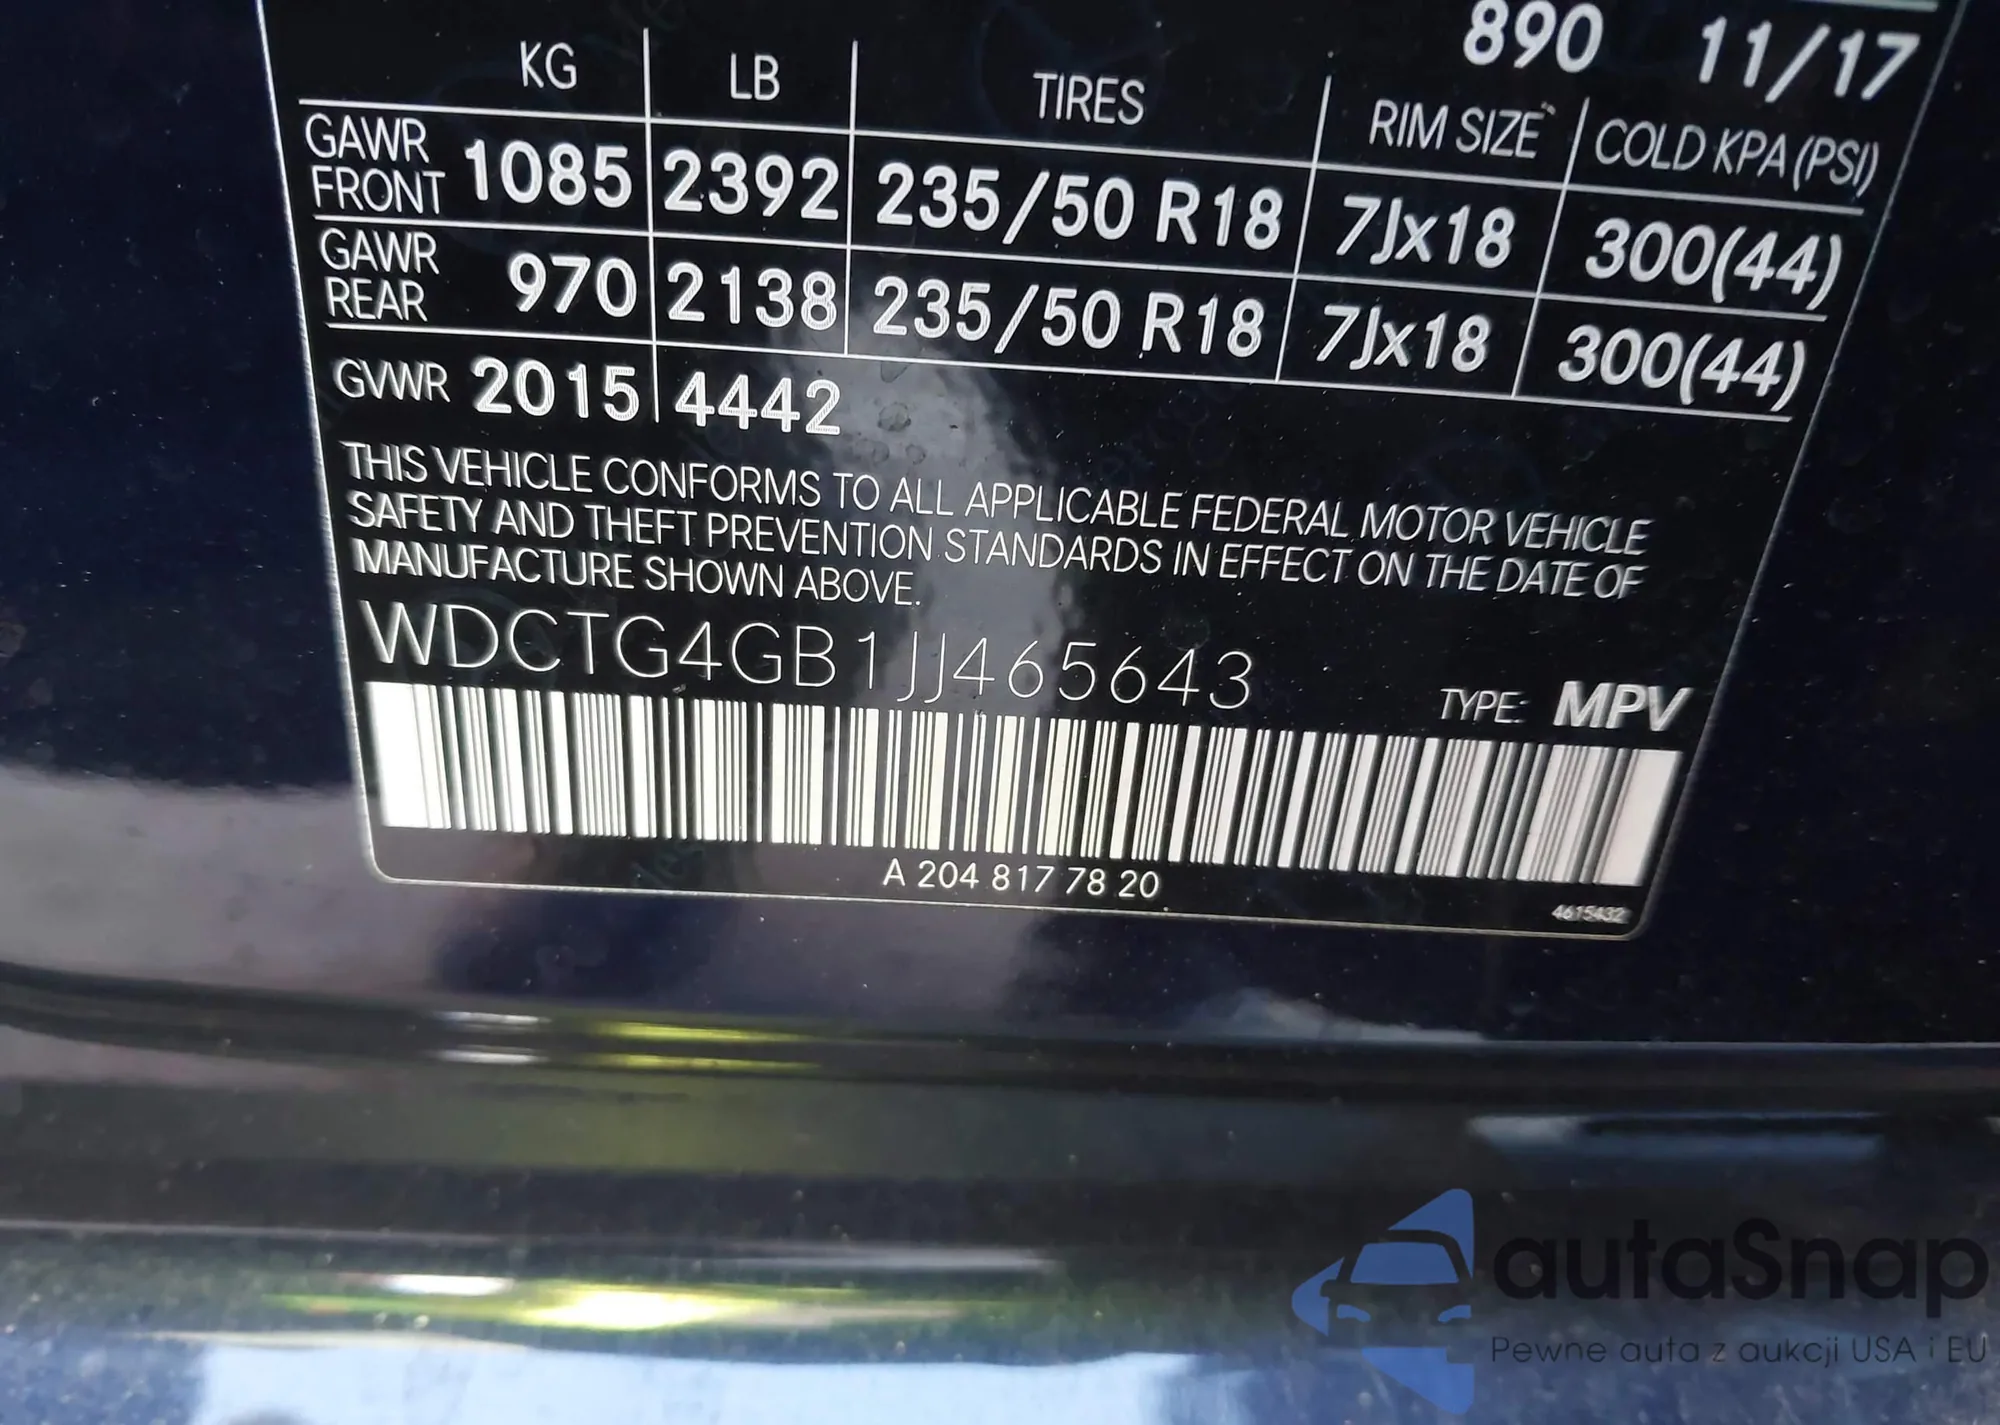 890 11/17
KG LB TIRES RIM SIZE COLD KPA (PSI)
GAWR FRONT 1085 2392 235/50 R18 7Jx18 300(44)
GAWR REAR 970 2138 235/50 R18 7Jx18 300(44)
GVWR 2015 4442
THIS VEHICLE CONFORMS TO ALL APPLICABLE FEDERAL MOTOR VEHICLE
SAFETY AND THEFT PREVENTION STANDARDS IN EFFECT ON THE DATE OF
MANUFACTURE SHOWN ABOVE.
WDCTG4GB1JJ465643
TYPE: MPV
A 204 817 78 20
4615432
autaSnap
Pewne auta z aukcji USA i EU